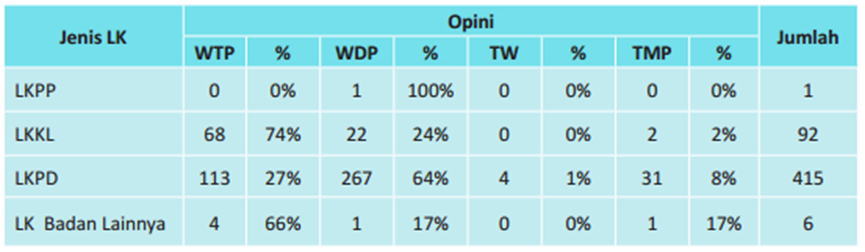 Jenis LK Opini Jumlah
WTP % WDP % TW % TMP %
LKPP 0 0% 1 100% 0 0% 0 0% 1
LKKL 68 74% 22 24% 0 0% 2 2% 92
LKPD 113 27% 267 64% 4 1% 31 8% 415
LK Badan Lainnya 4 66% 1 17% 0 0% 1 17% 6